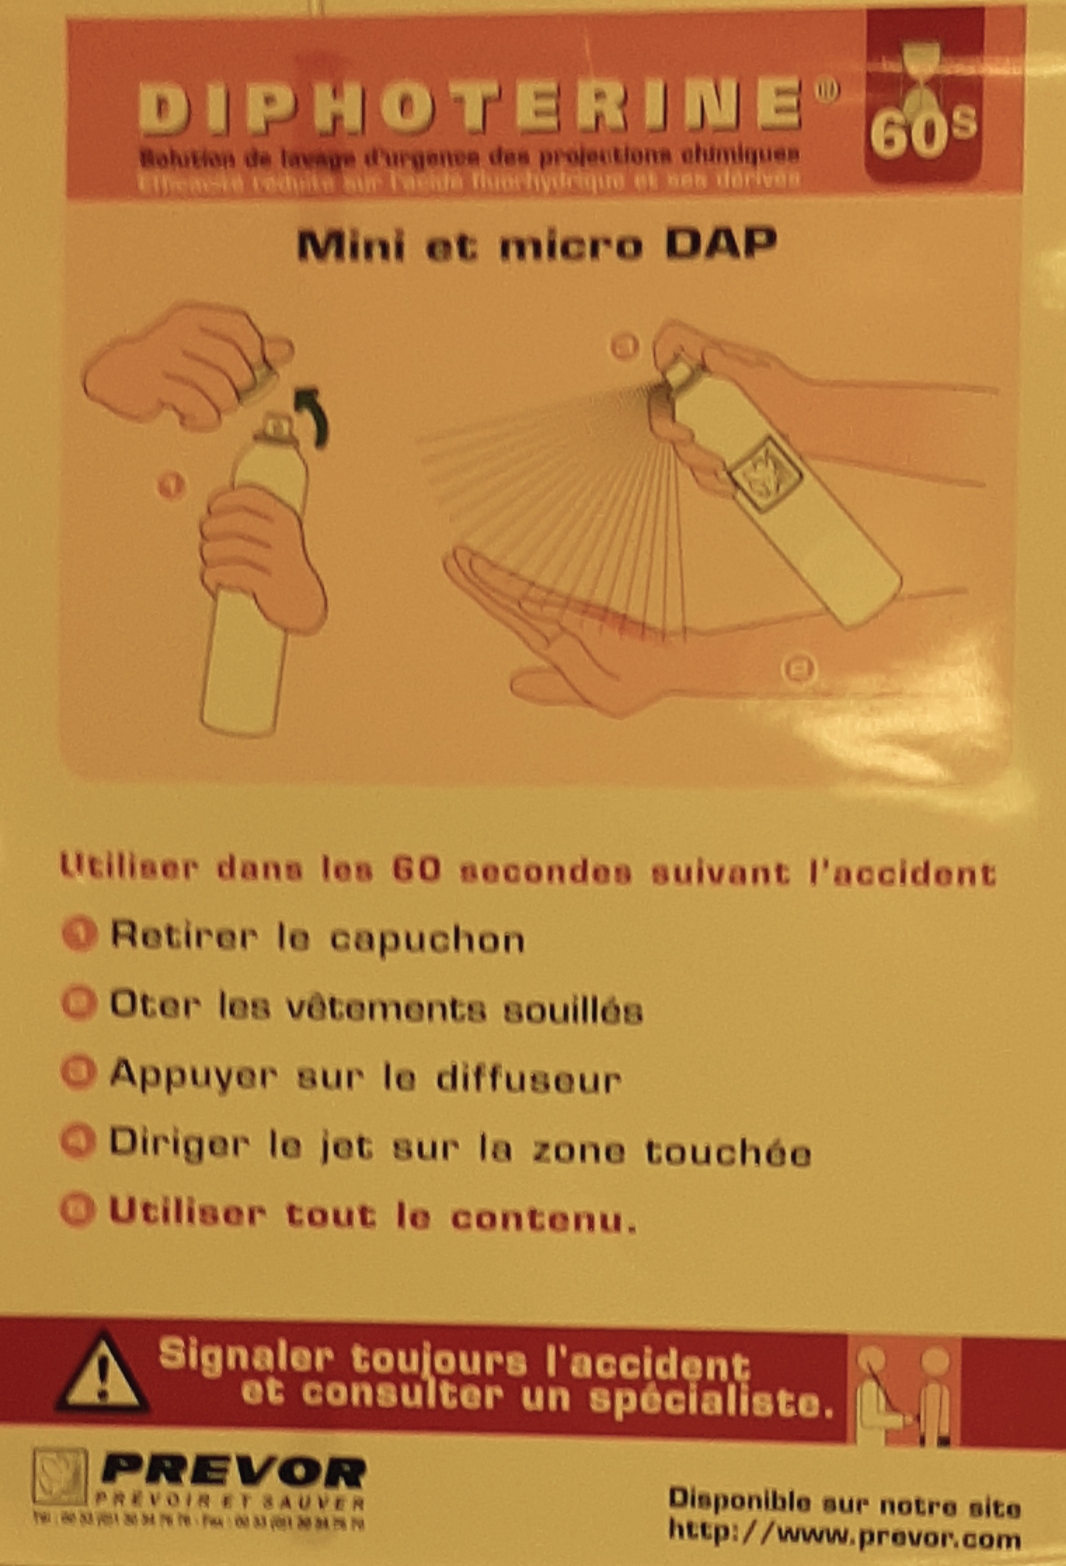 DIPHOTERINE®
60s
Solution de lavage d'urgence des projections chimiques
Efficacité réduite sur l'acide fluorhydrique et ses dérivés
Mini et micro DAP
3
1
2
Utiliser dans les 60 secondes suivant l'accident
1 Retirer le capuchon
2 Oter les vêtements souillés
3 Appuyer sur le diffuseur
4 Diriger le jet sur la zone touchée
5 Utiliser tout le contenu.
Signaler toujours l'accident
et consulter un spécialiste.
PREVOR
PRÉVOIR ET SAUVER
Disponible sur notre site
http://www.prevor.com